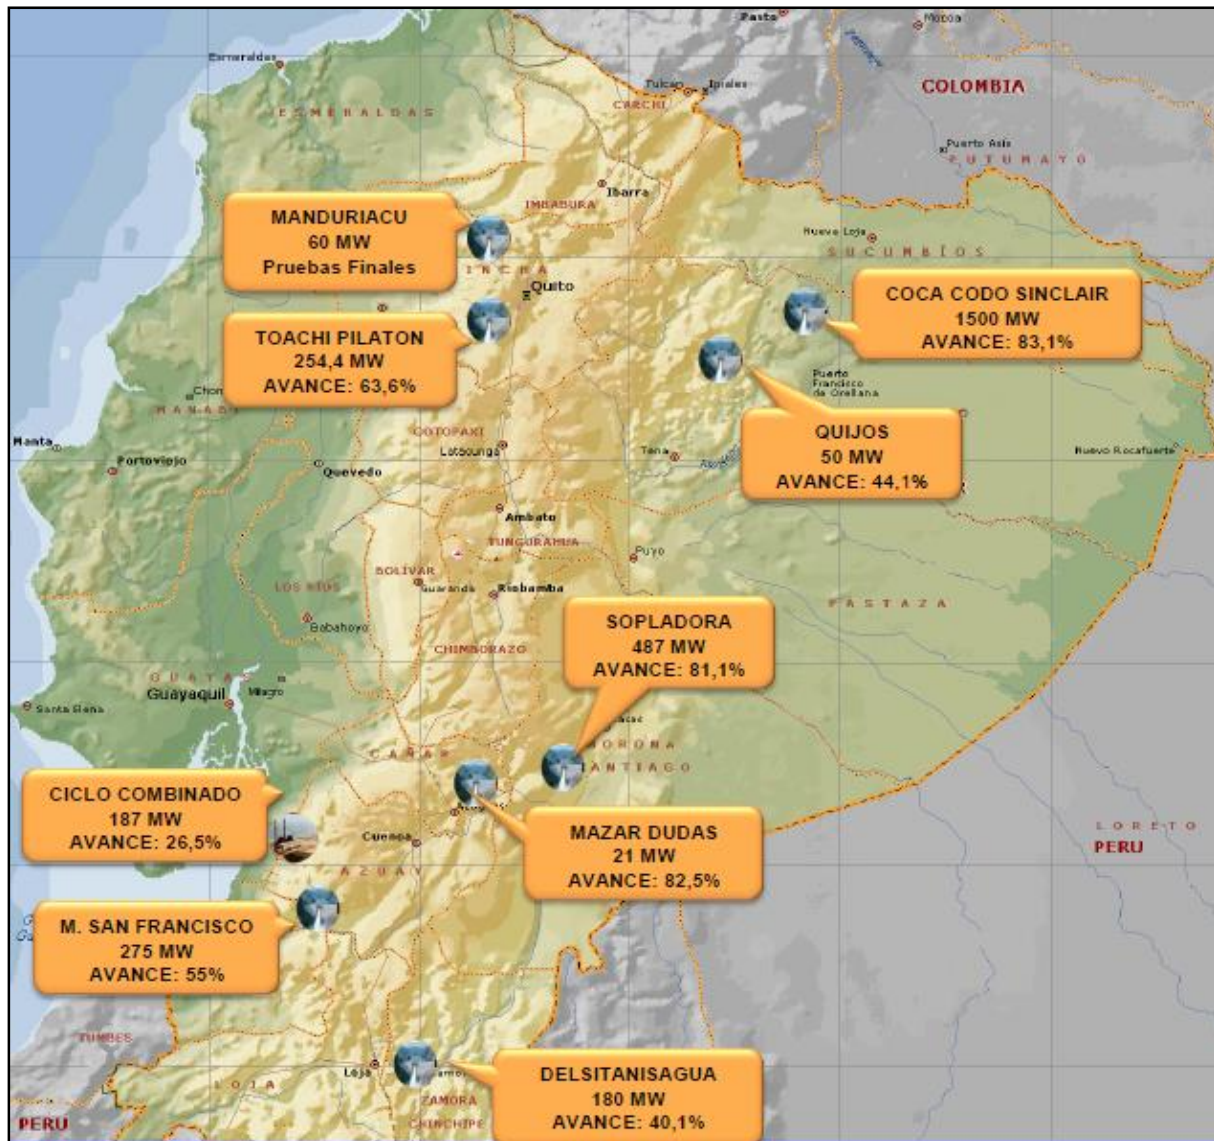 Pasto
Mocoa
Esmeraldas
Tulcan
Ipiales
COLOMBIA
CARCHI
ESMERALDAS
Puerto Asis
PUTUMAYO
Ibarra
IMBABURA
MANDURIACU
60 MW
Pruebas Finales
Nueva Loja
SUCUMBÍOS
INCHA
Quito
COCA CODO SINCLAIR
1500 MW
AVANCE: 83,1%
TOACHI PILATON
254,4 MW
AVANCE: 63,6%
Puerto
Francisco
de Orellana
Chon
MANABÍ
QUIJOS
50 MW
AVANCE: 44,1%
COTOPAXI
Manta
Latacunga
Tena
Nuevo Rocafuerte
Portoviejo
Quevedo
Ambato
TUNGURAHUA
Puyo
BOLÍVAR
Guaranda
Riobamba
LOS RÍOS
Babahoyo
PASTAZA
SOPLADORA
487 MW
AVANCE: 81,1%
CHIMBORAZO
GUAYAS
Guayaquil
Milagro
Santa Elena
MORONA
SANTIAGO
CAÑAR
CICLO COMBINADO
187 MW
AVANCE: 26,5%
Cuenca
MAZAR DUDAS
21 MW
AVANCE: 82,5%
LORETO
PERU
AZUAY
M. SAN FRANCISCO
275 MW
AVANCE: 55%
TUMBES
Loja
LOJA
DELSITANISAGUA
180 MW
AVANCE: 40,1%
ZAMORA
CHINCHIPE
PERU